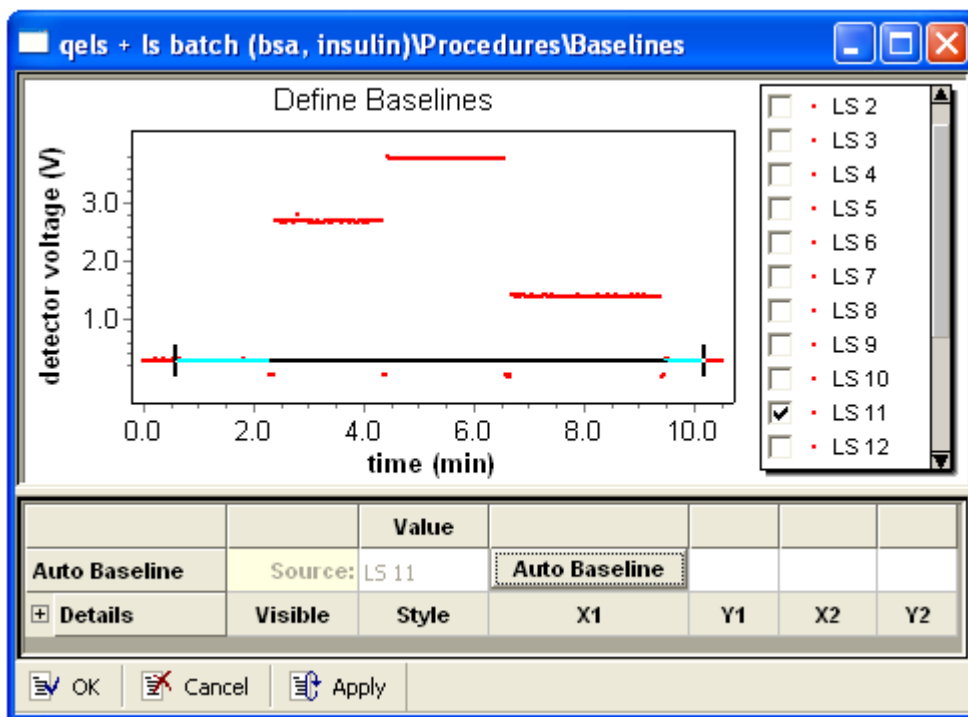 qels + ls batch (bsa, insulin)\Procedures\Baselines
Define Baselines
detector voltage (V)
3.0
2.0
1.0
0.0 2.0 4.0 6.0 8.0 10.0
time (min)
LS 2
LS 3
LS 4
LS 5
LS 6
LS 7
LS 8
LS 9
LS 10
LS 11
LS 12
Value
Auto Baseline Source: LS 11 Auto Baseline
Details Visible Style X1 Y1 X2 Y2
OK Cancel Apply